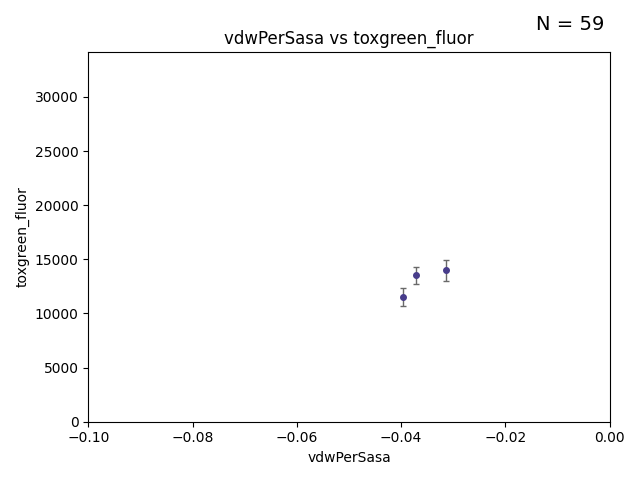 N = 59
vdwPerSasa vs toxgreen_fluor
30000
25000
20000
15000
10000
5000
0
toxgreen_fluor
−0.10 −0.08 −0.06 −0.04 −0.02 0.00
vdwPerSasa